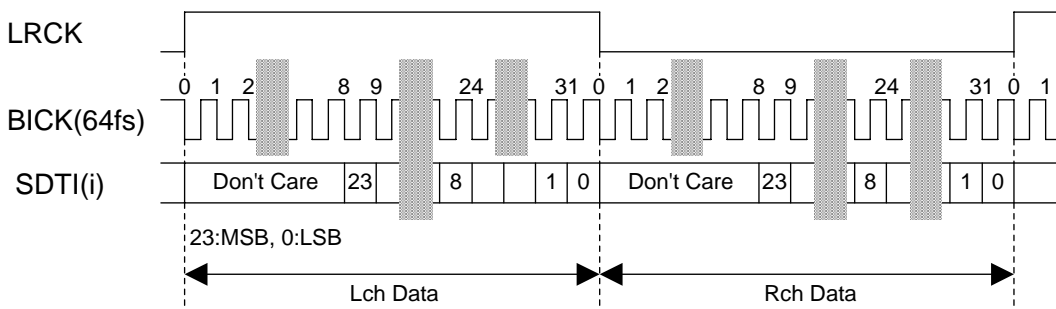 LRCK
0 1 2 8 9 24 31 0 1 2 8 9 24 31 0 1
BICK(64fs)
SDTI(i) Don't Care 23 8 1 0 Don't Care 23 8 1 0
23:MSB, 0:LSB
Lch Data Rch Data